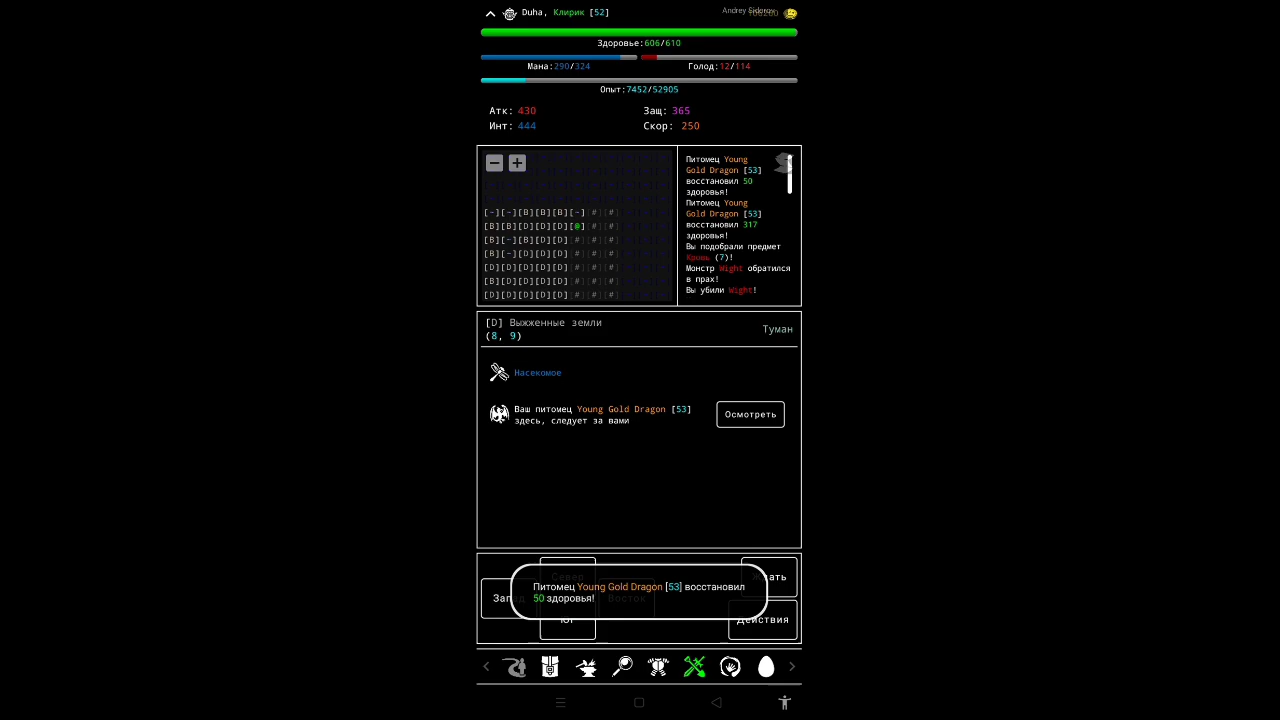 Duha, Клирик [52]
Andrey Sidorov
Здоровье:606/610
Мана:290/324
Голод:12/114
Опыт:7452/52905
Атк: 430
Защ: 365
Инт: 444
Скор: 250
− +
[~][~][B][B][B][~][#][#]
[B][B][D][D][D][@][#][#]
[B][~][B][D][D][#][#][#]
[B][~][D][D][D][#][#][#]
[D][D][D][D][D][#][#][#]
[B][D][D][D][D][#][#][#]
[D][D][D][D][D][#][#][#]
Питомец Young
Gold Dragon [53]
восстановил 50
здоровья!
Питомец Young
Gold Dragon [53]
восстановил 317
здоровья!
Вы подобрали предмет
Кровь (7)!
Монстр Wight обратился
в прах!
Вы убили Wight!
[D] Выжженные земли
(8, 9)
Туман
Насекомое
Ваш питомец Young Gold Dragon [53]
здесь, следует за вами
Осмотреть
Север
Запад
Восток
Юг
Ждать
Действия
Питомец Young Gold Dragon [53] восстановил
50 здоровья!